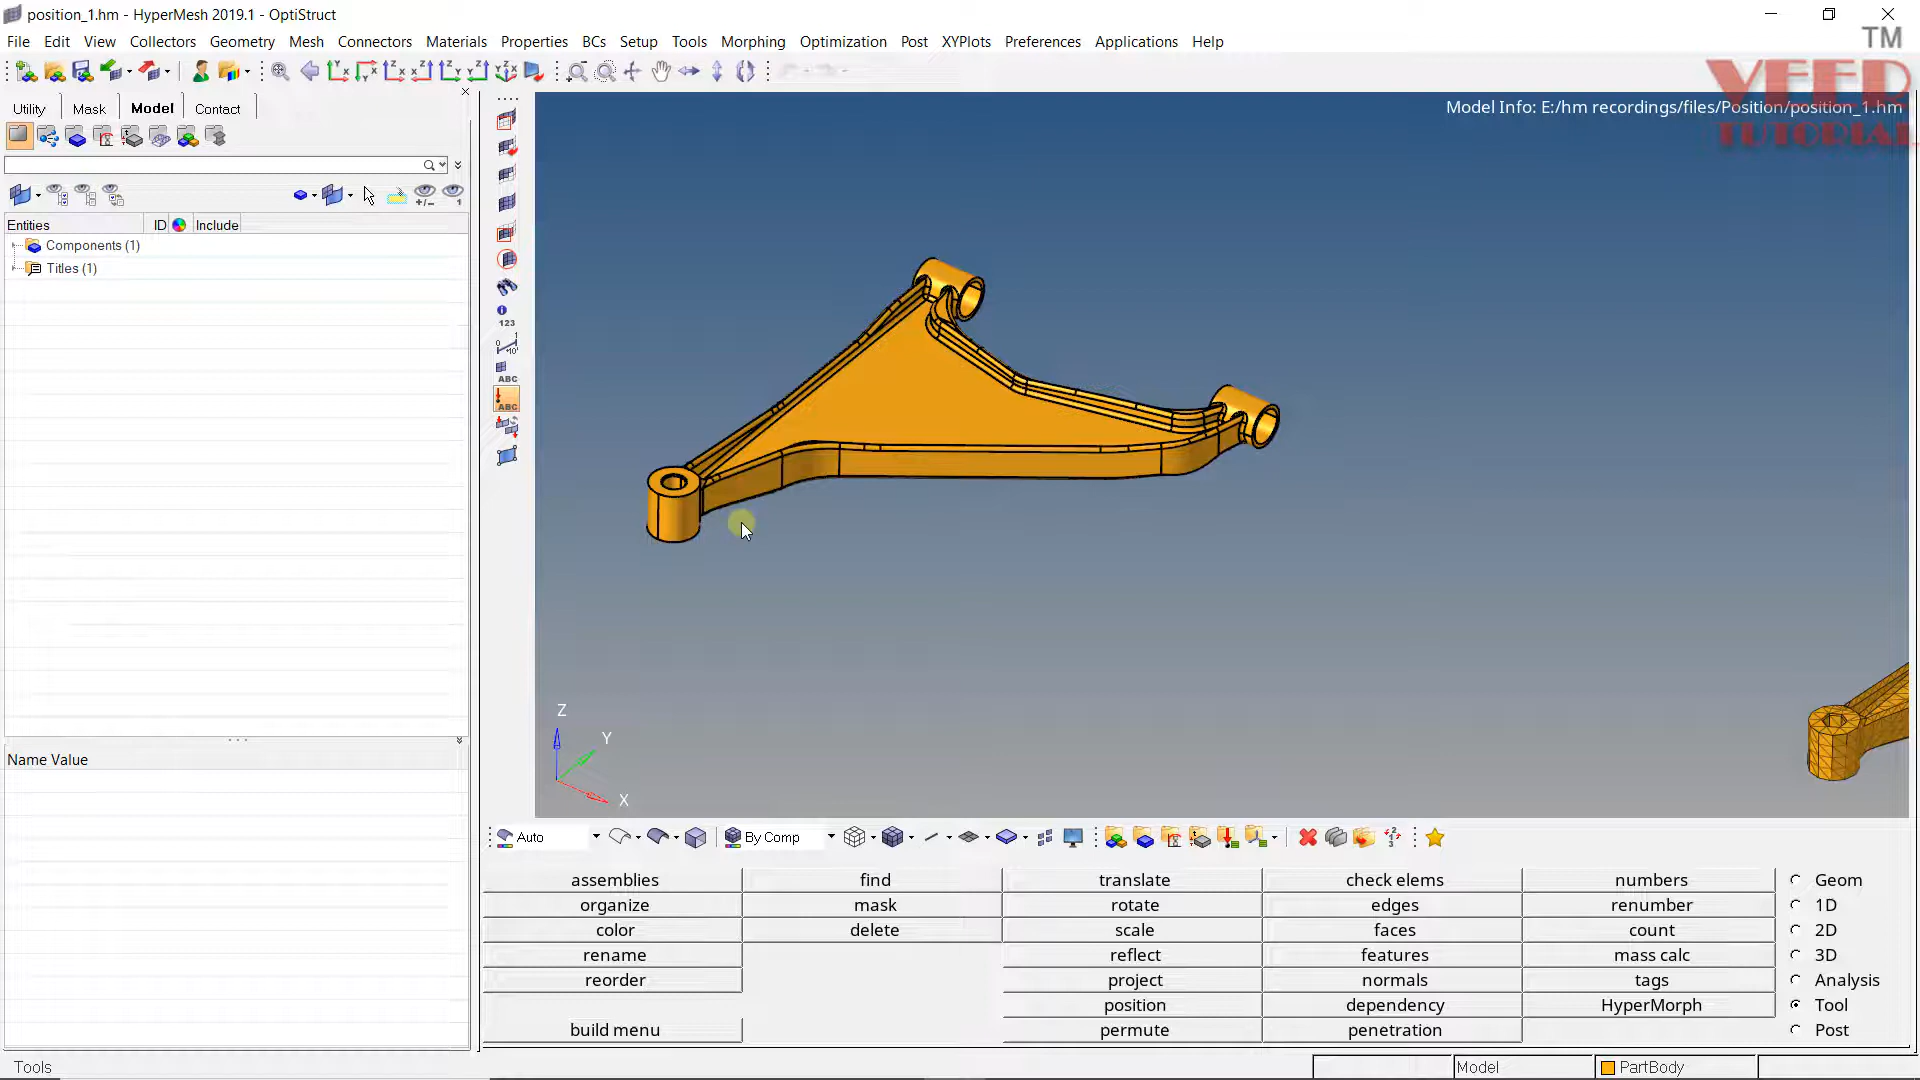 position_1.hm - HyperMesh 2019.1 - OptiStruct
File Edit View Collectors Geometry Mesh Connectors Materials Properties BCs Setup Tools Morphing Optimization Post XYPlots Preferences Applications Help
TM
VEED
TUTORIAL
Utility Mask Model Contact
Model Info: E:/hm recordings/files/Position/position_1.hm
Entities ID Include
Components (1)
Titles (1)
123
ABC
ABC
Name Value
Z
Y
X
Auto By Comp
assemblies find translate check elems numbers Geom
organize mask rotate edges renumber 1D
color delete scale faces count 2D
rename reflect features mass calc 3D
reorder project normals tags Analysis
position dependency HyperMorph Tool
build menu permute penetration Post
Tools Model PartBody